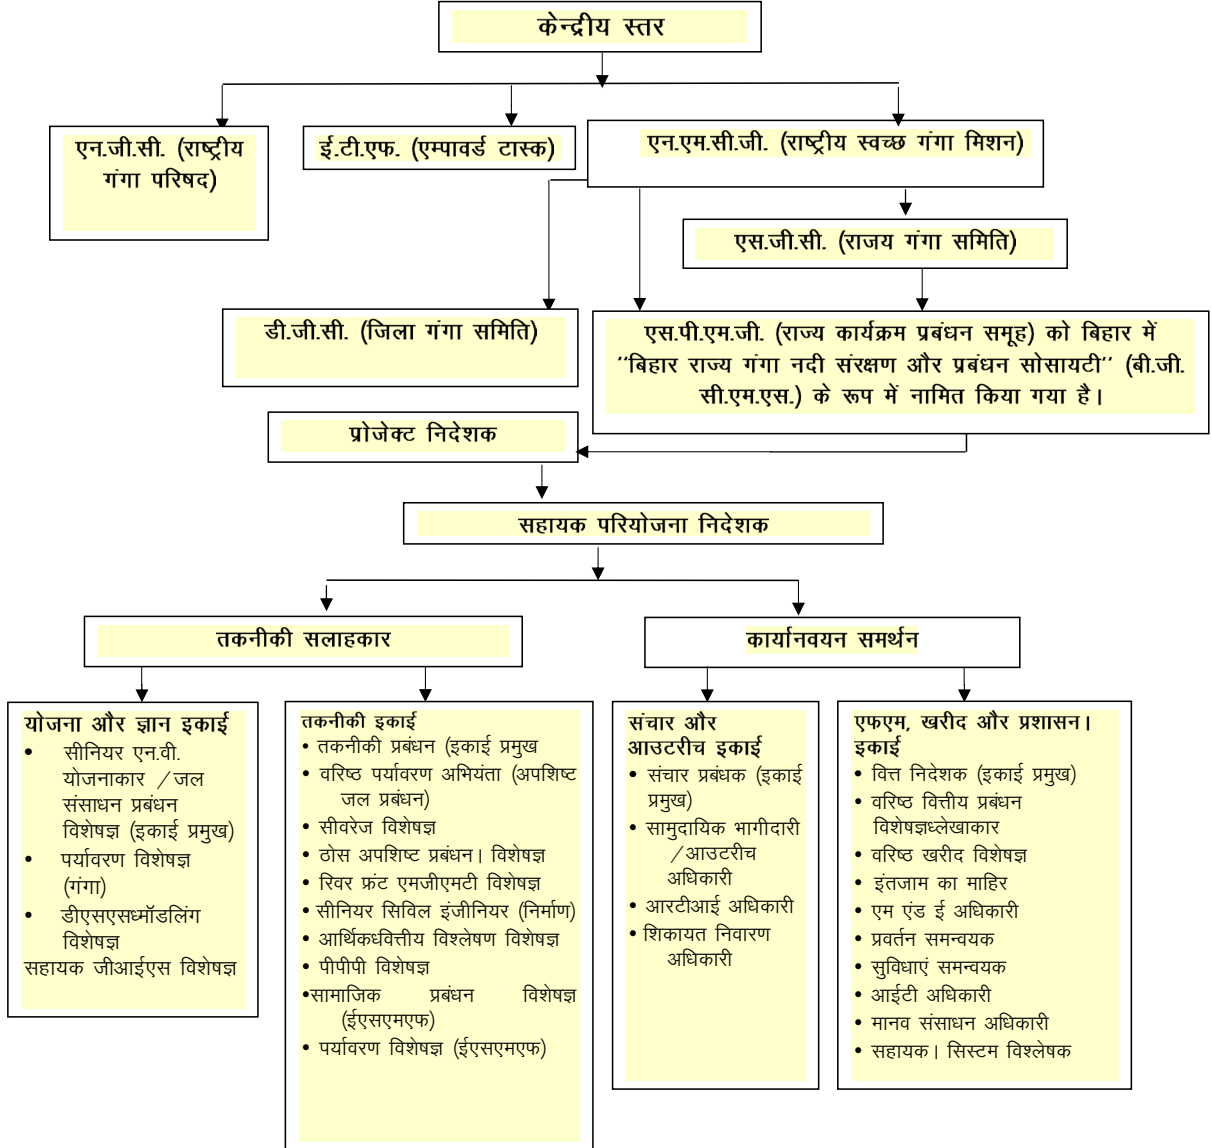 केन्द्रीय स्तर
एन.जी.सी. (राष्ट्रीय
गंगा परिषद)
ई.टी.एफ. (एम्पावर्ड टास्क)
एन.एम.सी.जी. (राष्ट्रीय स्वच्छ गंगा मिशन)
एस.जी.सी. (राजय गंगा समिति)
डी.जी.सी. (जिला गंगा समिति)
एस.पी.एम.जी. (राज्य कार्यक्रम प्रबंधन समूह) को बिहार में
‘‘बिहार राज्य गंगा नदी संरक्षण और प्रबंधन सोसायटी’’ (बी.जी.
सी.एम.एस.) के रूप में नामित किया गया है।
प्रोजेक्ट निदेशक
सहायक परियोजना निदेशक
तकनीकी सलाहकार
कार्यानवयन समर्थन
योजना और ज्ञान इकाई
• सीनियर एन.वी.
योजनाकार / जल
संसाधन प्रबंधन
विशेषज्ञ (इकाई प्रमुख)
• पर्यावरण विशेषज्ञ
(गंगा)
• डीएसएसध्मॉडलिंग
विशेषज्ञ
सहायक जीआईएस विशेषज्ञ
तकनीकी इकाई
• तकनीकी प्रबंधन (इकाई प्रमुख
• वरिष्ठ पर्यावरण अभियंता (अपशिष्ट
जल प्रबंधन)
• सीवरेज विशेषज्ञ
• ठोस अपशिष्ट प्रबंधन। विशेषज्ञ
• रिवर फ्रंट एमजीएमटी विशेषज्ञ
• सीनियर सिविल इंजीनियर (निर्माण)
• आर्थिकध्वित्तीय विश्लेषण विशेषज्ञ
• पीपीपी विशेषज्ञ
•सामाजिक प्रबंधन विशेषज्ञ
(ईएसएमएफ)
• पर्यावरण विशेषज्ञ (ईएसएमएफ)
संचार और
आउटरीच इकाई
• संचार प्रबंधक (इकाई
प्रमुख)
• सामुदायिक भागीदारी
/आउटरीच
अधिकारी
• आरटीआई अधिकारी
• शिकायत निवारण
अधिकारी
एफएम, खरीद और प्रशासन।
इकाई
• वित्त निदेशक (इकाई प्रमुख)
• वरिष्ठ वित्तीय प्रबंधन
विशेषज्ञध्लेखाकार
• वरिष्ठ खरीद विशेषज्ञ
• इंतजाम का माहिर
• एम एंड ई अधिकारी
• प्रवर्तन समन्वयक
• सुविधाएं समन्वयक
• आईटी अधिकारी
• मानव संसाधन अधिकारी
• सहायक। सिस्टम विश्लेषक